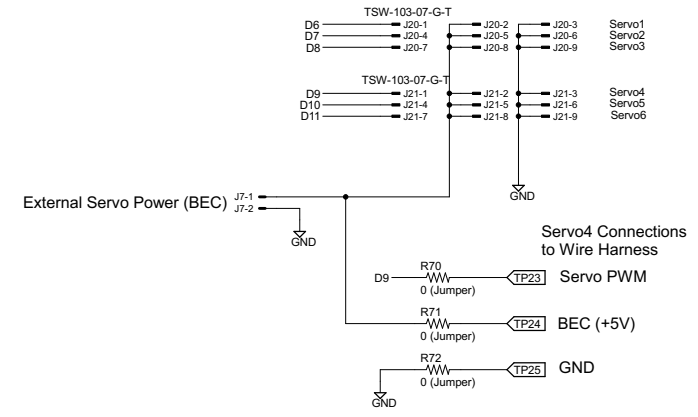 TSW-103-07-G-T
D6 J20-1 J20-2 J20-3 Servo1
D7 J20-4 J20-5 J20-6 Servo2
D8 J20-7 J20-8 J20-9 Servo3
TSW-103-07-G-T
D9 J21-1 J21-2 J21-3 Servo4
D10 J21-4 J21-5 J21-6 Servo5
D11 J21-7 J21-8 J21-9 Servo6
GND
External Servo Power (BEC) J7-1
J7-2
GND
Servo4 Connections
to Wire Harness
R70
D9 TP23 Servo PWM
0 (Jumper)
R71
TP24 BEC (+5V)
0 (Jumper)
R72
TP25 GND
0 (Jumper)
GND